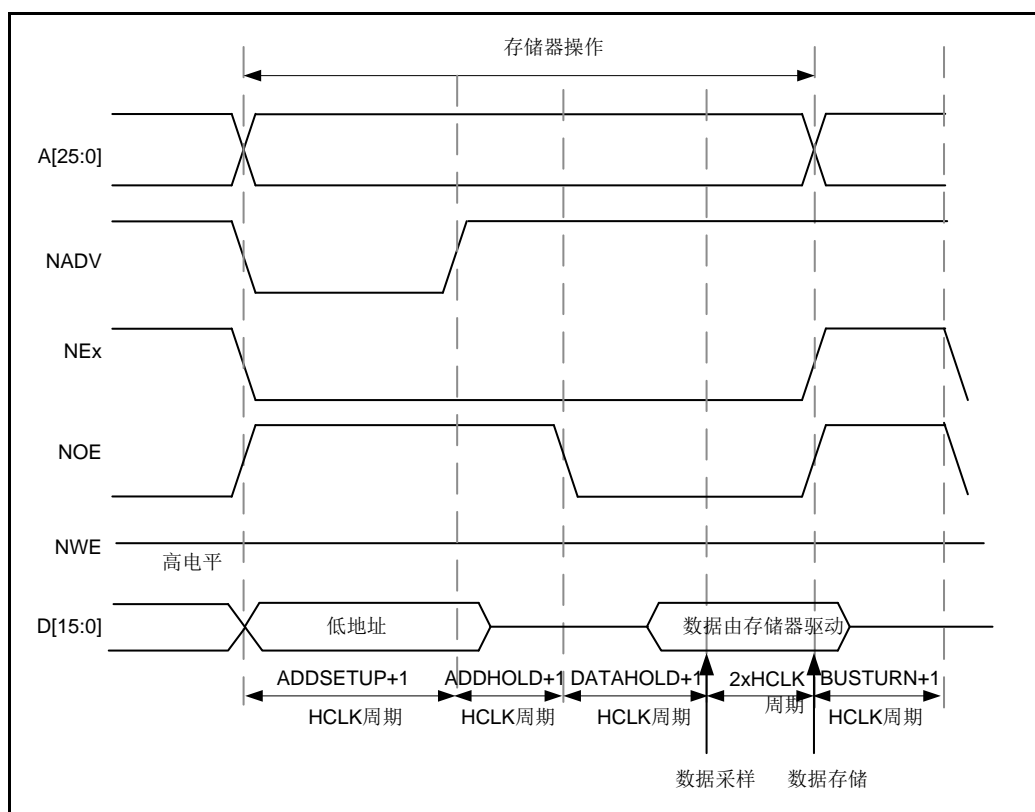 存储器操作
A[25:0]
NADV
NEx
NOE
NWE
高电平
D[15:0]
低地址
数据由存储器驱动
ADDSETUP+1
HCLK周期
ADDHOLD+1
HCLK周期
DATAHOLD+1
HCLK周期
2xHCLK
周期
BUSTURN+1
HCLK周期
数据采样
数据存储